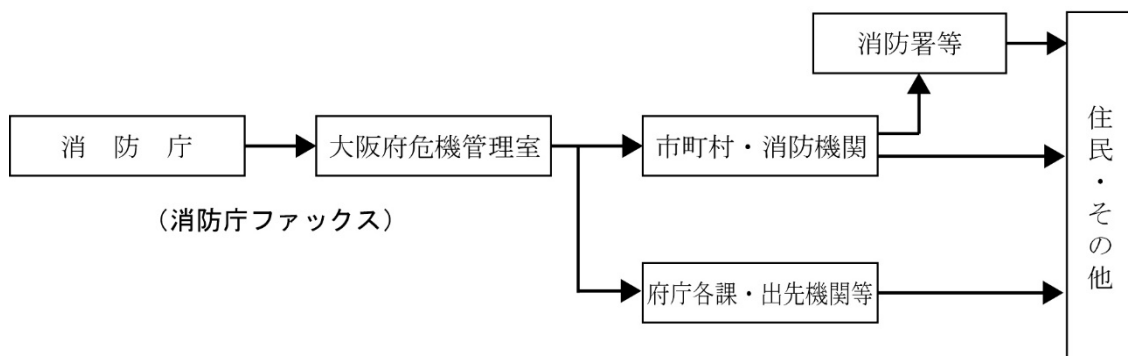 消防署等
消　防　庁
大阪府危機管理室
市町村・消防機関
住民・その他
（消防庁ファックス）
府庁各課・出先機関等